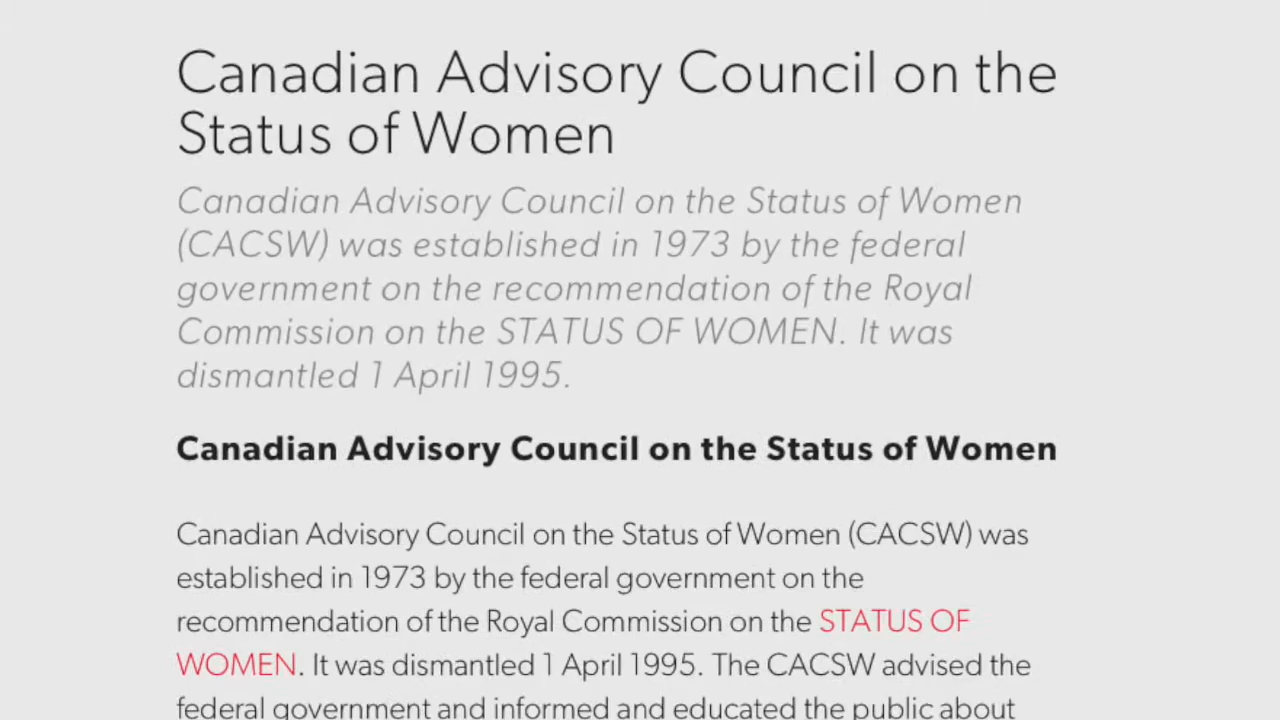 Canadian Advisory Council on the
Status of Women
Canadian Advisory Council on the Status of Women
(CACSW) was established in 1973 by the federal
government on the recommendation of the Royal
Commission on the STATUS OF WOMEN. It was
dismantled 1 April 1995.
Canadian Advisory Council on the Status of Women
Canadian Advisory Council on the Status of Women (CACSW) was
established in 1973 by the federal government on the
recommendation of the Royal Commission on the STATUS OF
WOMEN. It was dismantled 1 April 1995. The CACSW advised the
federal government and informed and educated the public about